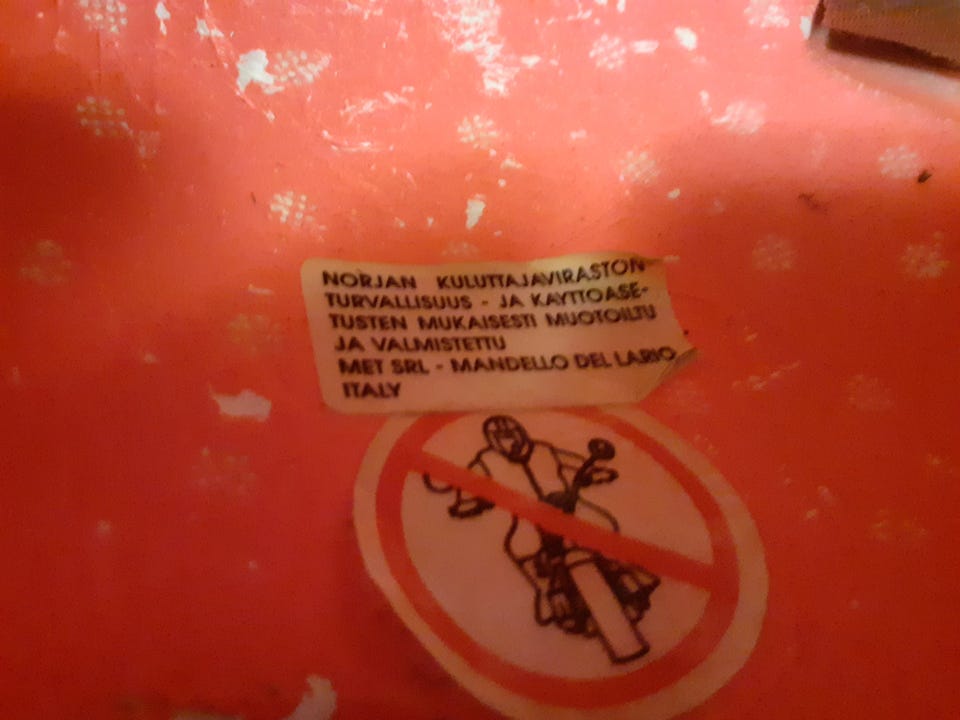 NORJAN KULUTTAJAVIRASTON
TURVALLISUUS - JA KAYTTOASE-
TUSTEN MUKAISESTI MUOTOILTU
JA VALMISTETTU
MET SRL - MANDELLO DEL LARIO
ITALY